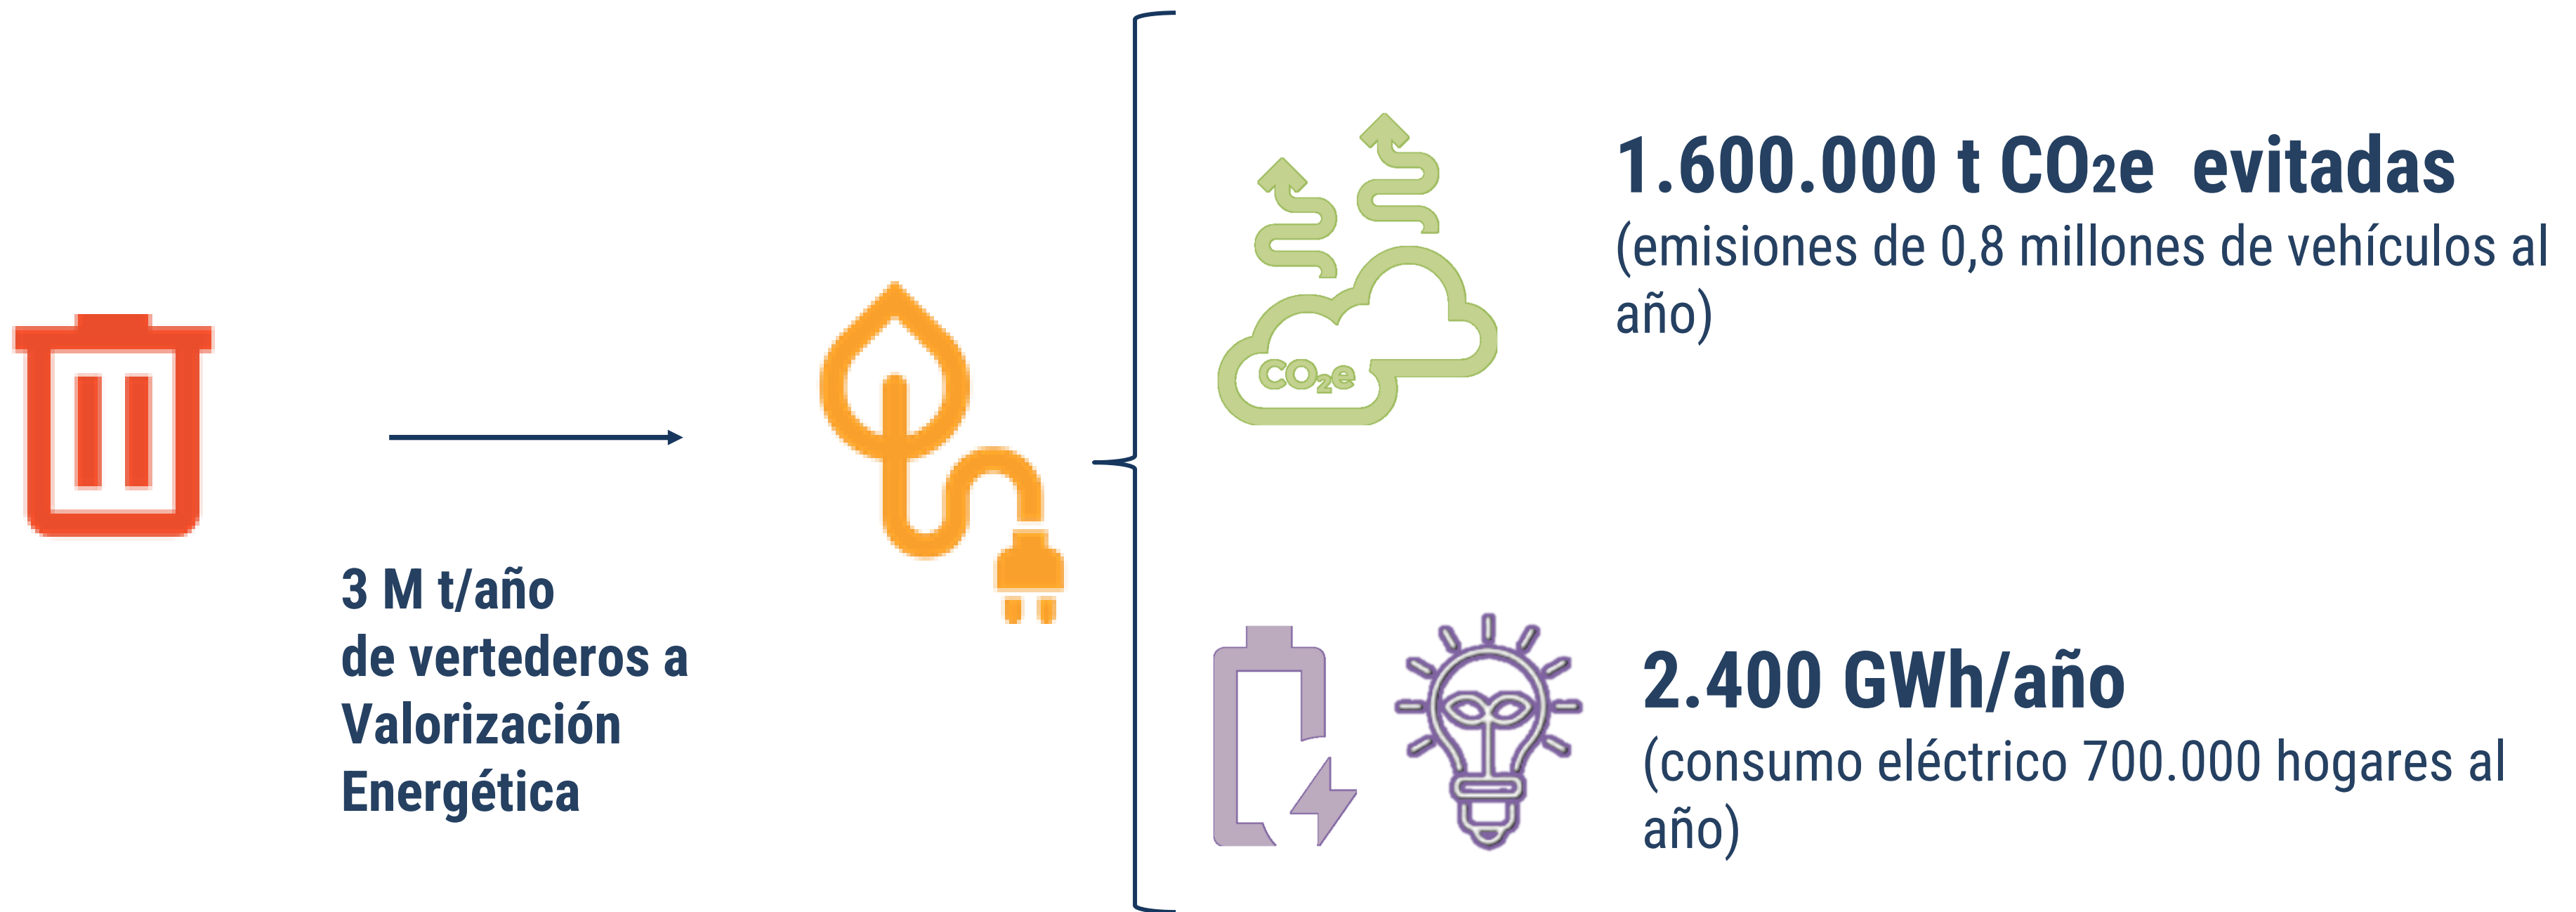 3 M t/año
de vertederos a
Valorización
Energética
CO₂e
1.600.000 t CO₂e evitadas
(emisiones de 0,8 millones de vehículos al
año)
2.400 GWh/año
(consumo eléctrico 700.000 hogares al
año)